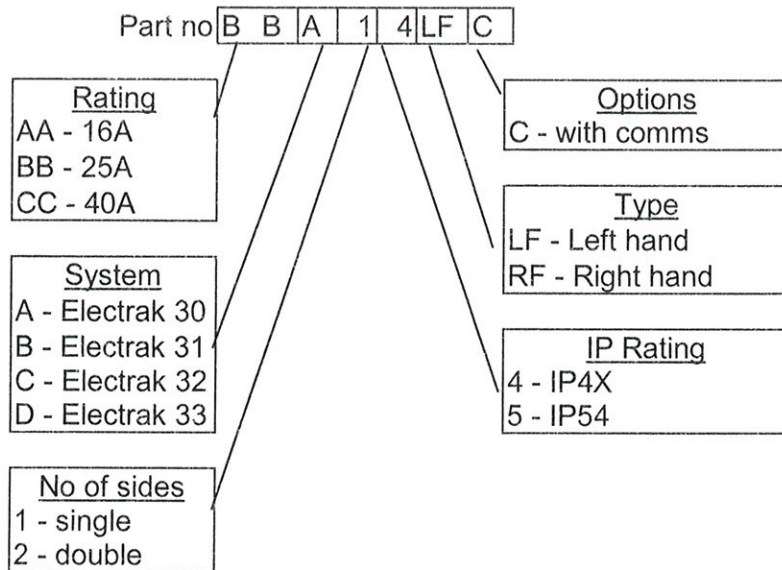 Part no B B A 1 4 LF C
Rating
AA - 16A
BB - 25A
CC - 40A
System
A - Electrak 30
B - Electrak 31
C - Electrak 32
D - Electrak 33
No of sides
1 - single
2 - double
Options
C - with comms
Type
LF - Left hand
RF - Right hand
IP Rating
4 - IP4X
5 - IP54